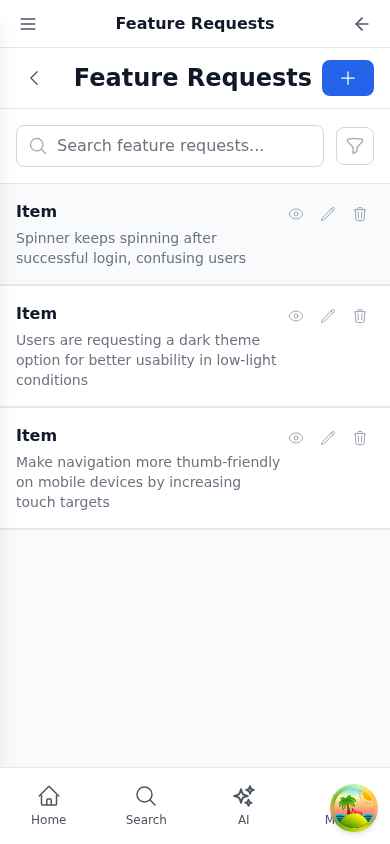 Feature Requests
Feature Requests
Search feature requests...
Item
Spinner keeps spinning after
successful login, confusing users
Item
Users are requesting a dark theme
option for better usability in low-light
conditions
Item
Make navigation more thumb-friendly
on mobile devices by increasing
touch targets
Home
Search
AI